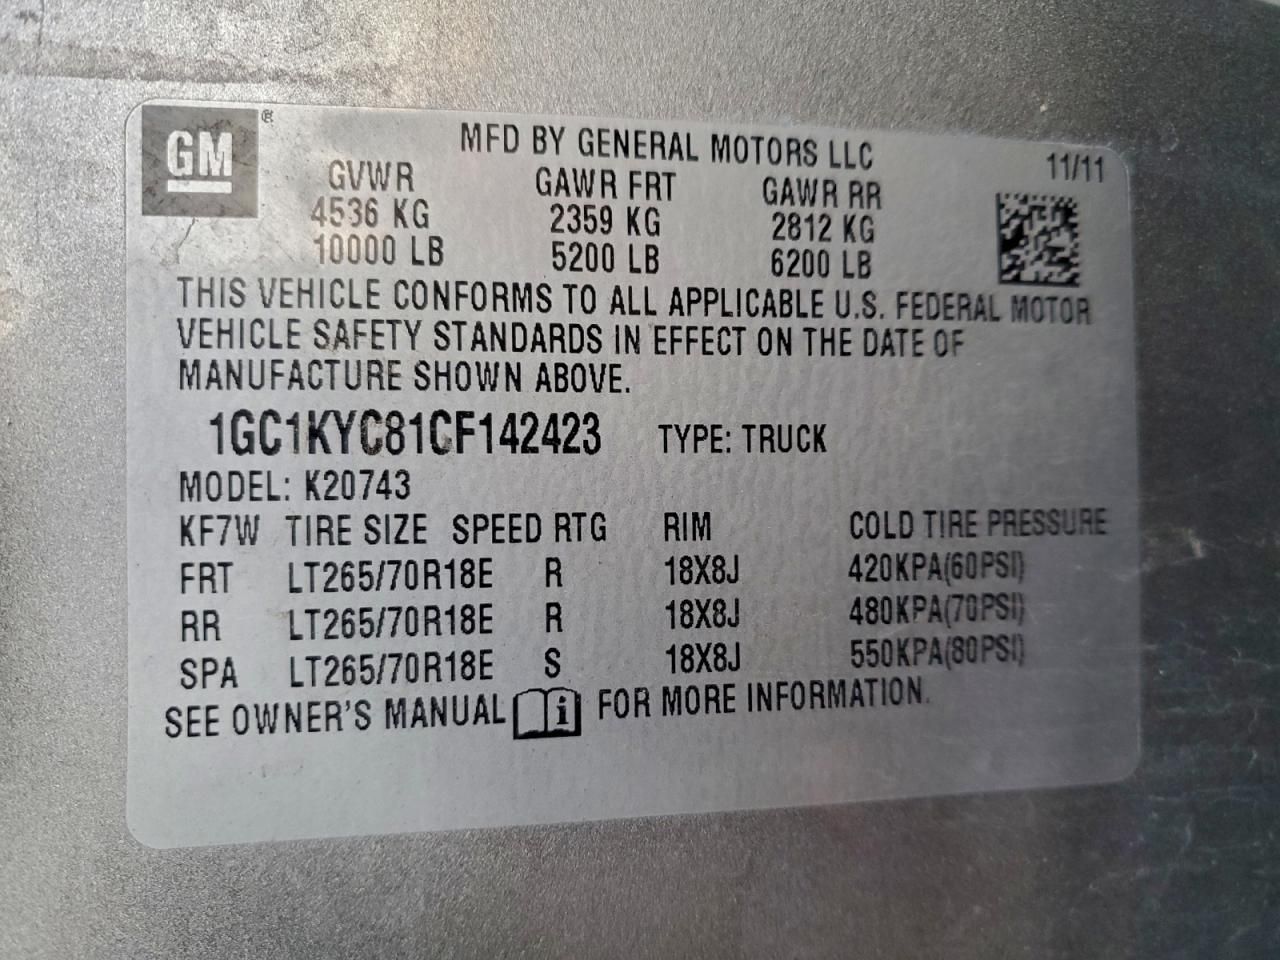 GM ®
MFD BY GENERAL MOTORS LLC
11/11
GVWR GAWR FRT GAWR RR
4536 KG 2359 KG 2812 KG
10000 LB 5200 LB 6200 LB
THIS VEHICLE CONFORMS TO ALL APPLICABLE U.S. FEDERAL MOTOR
VEHICLE SAFETY STANDARDS IN EFFECT ON THE DATE OF
MANUFACTURE SHOWN ABOVE.
1GC1KYC81CF142423 TYPE: TRUCK
MODEL: K20743
KF7W TIRE SIZE SPEED RTG RIM COLD TIRE PRESSURE
FRT LT265/70R18E R 18X8J 420KPA(60PSI)
RR LT265/70R18E R 18X8J 480KPA(70PSI)
SPA LT265/70R18E S 18X8J 550KPA(80PSI)
SEE OWNER'S MANUAL i FOR MORE INFORMATION.